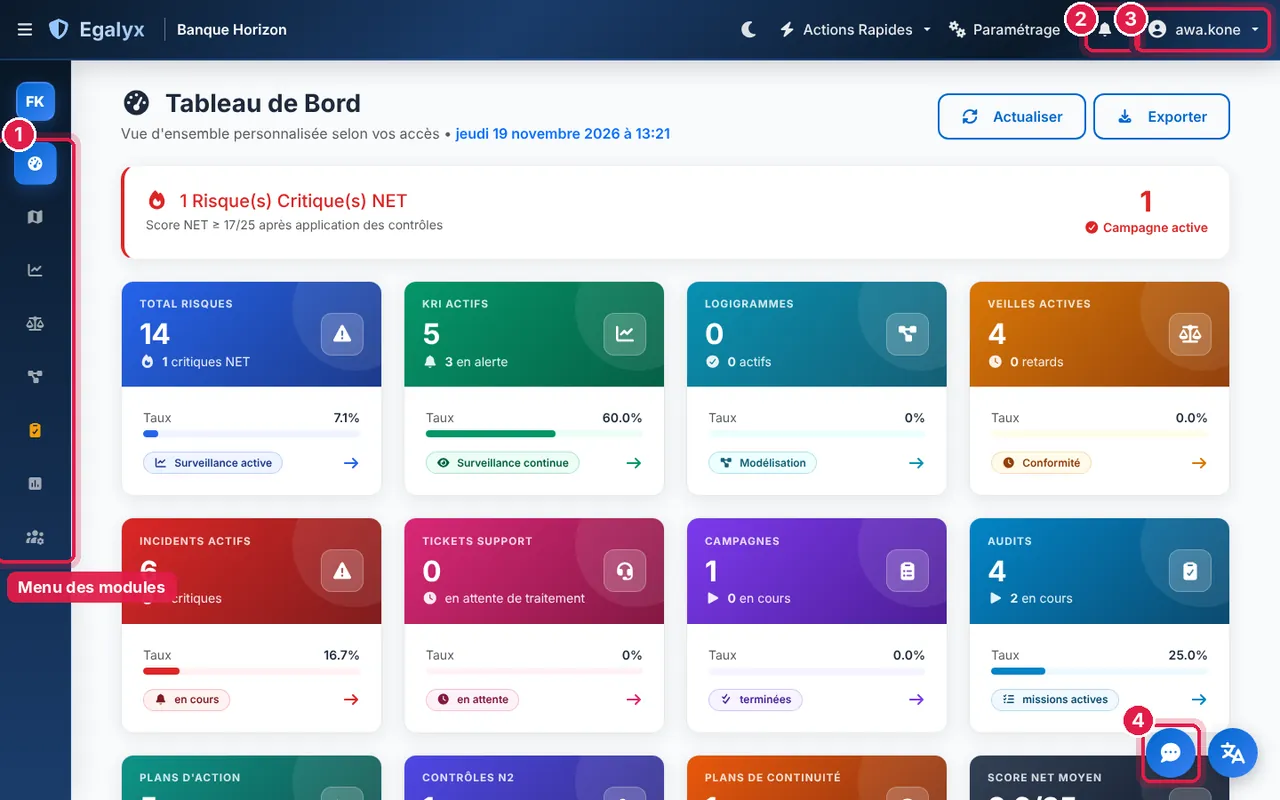 Egalyx
Banque Horizon
Actions Rapides
Paramétrage
2
3
awa.kone
FK
1
Tableau de Bord
Vue d'ensemble personnalisée selon vos accès • jeudi 19 novembre 2026 à 13:21
Actualiser
Exporter
1 Risque(s) Critique(s) NET
Score NET ≥ 17/25 après application des contrôles
1
Campagne active
TOTAL RISQUES
14
1 critiques NET
Taux 7.1%
Surveillance active
KRI ACTIFS
5
3 en alerte
Taux 60.0%
Surveillance continue
LOGIGRAMMES
0
0 actifs
Taux 0%
Modélisation
VEILLES ACTIVES
4
0 retards
Taux 0.0%
Conformité
INCIDENTS ACTIFS
6
critiques
Taux 16.7%
en cours
Menu des modules
TICKETS SUPPORT
0
en attente de traitement
Taux 0%
en attente
CAMPAGNES
1
0 en cours
Taux 0.0%
terminées
AUDITS
4
2 en cours
Taux 25.0%
missions actives
4
PLANS D'ACTION
CONTRÔLES N2
PLANS DE CONTINUITÉ
SCORE NET MOYEN